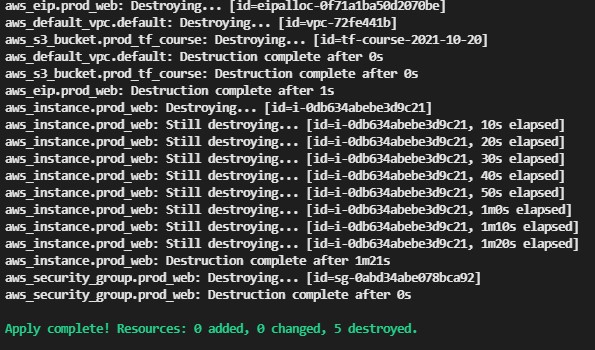 aws_eip.prod_web: Destroying... [id=eipalloc-0f71a1ba50d2070be]
aws_default_vpc.default: Destroying... [id=vpc-72fe441b]
aws_s3_bucket.prod_tf_course: Destroying... [id=tf-course-2021-10-20]
aws_default_vpc.default: Destruction complete after 0s
aws_s3_bucket.prod_tf_course: Destruction complete after 0s
aws_eip.prod_web: Destruction complete after 1s
aws_instance.prod_web: Destroying... [id=i-0db634abebe3d9c21]
aws_instance.prod_web: Still destroying... [id=i-0db634abebe3d9c21, 10s elapsed]
aws_instance.prod_web: Still destroying... [id=i-0db634abebe3d9c21, 20s elapsed]
aws_instance.prod_web: Still destroying... [id=i-0db634abebe3d9c21, 30s elapsed]
aws_instance.prod_web: Still destroying... [id=i-0db634abebe3d9c21, 40s elapsed]
aws_instance.prod_web: Still destroying... [id=i-0db634abebe3d9c21, 50s elapsed]
aws_instance.prod_web: Still destroying... [id=i-0db634abebe3d9c21, 1m0s elapsed]
aws_instance.prod_web: Still destroying... [id=i-0db634abebe3d9c21, 1m10s elapsed]
aws_instance.prod_web: Still destroying... [id=i-0db634abebe3d9c21, 1m20s elapsed]
aws_instance.prod_web: Destruction complete after 1m21s
aws_security_group.prod_web: Destroying... [id=sg-0abd34abe078bca92]
aws_security_group.prod_web: Destruction complete after 0s
Apply complete! Resources: 0 added, 0 changed, 5 destroyed.